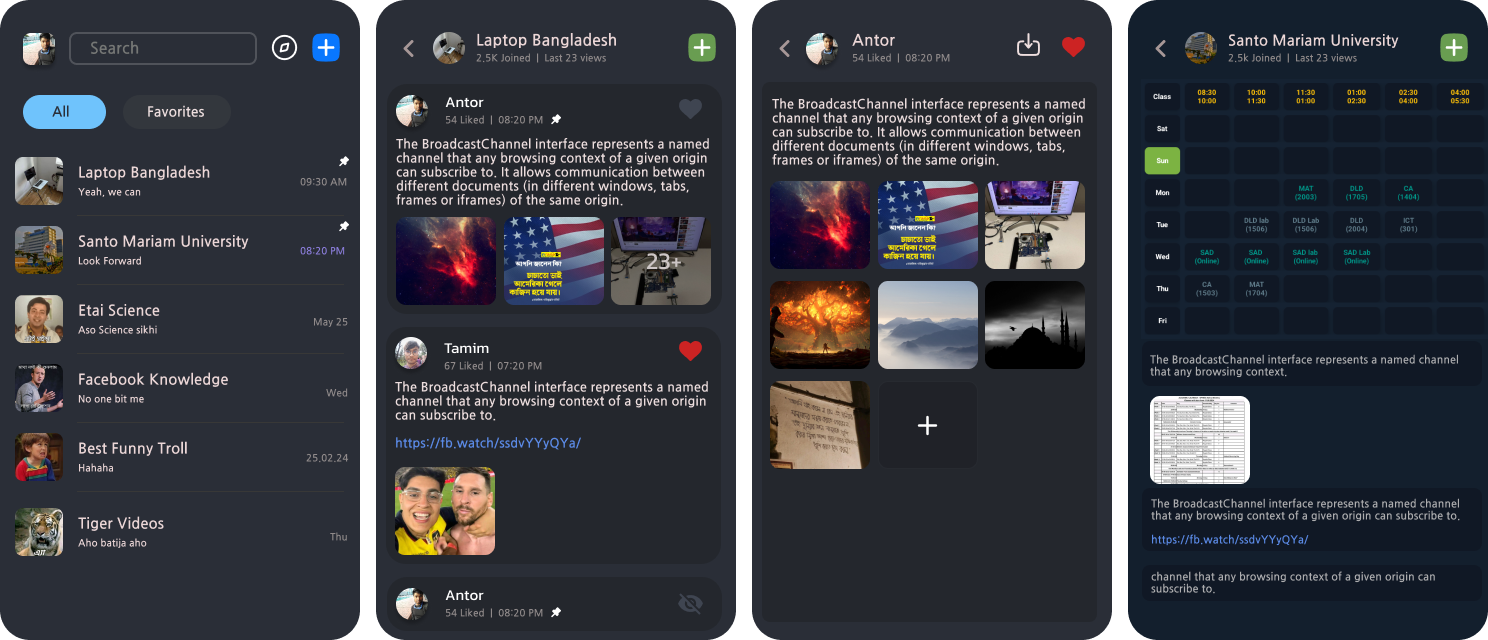 Search
All
Favorites
Laptop Bangladesh
Yeah, we can
09:30 AM
Santo Mariam University
Look Forward
08:20 PM
Etai Science
Aso Science sikhi
May 25
Facebook Knowledge
No one bit me
Wed
Best Funny Troll
Hahaha
25.02.24
Tiger Videos
Aho batija aho
Thu
Laptop Bangladesh
2.5K Joined | Last 23 views
Antor
54 Liked | 08:20 PM
The BroadcastChannel interface represents a named
channel that any browsing context of a given origin
can subscribe to. It allows communication between
different documents (in different windows, tabs,
frames or iframes) of the same origin.
আপনি জানেন কি?
চাচাতো ভাই
আমেরিকা গেলে
কাজিন হয়ে যায়।
23+
Tamim
67 Liked | 07:20 PM
The BroadcastChannel interface represents a named
channel that any browsing context of a given origin
can subscribe to.
https://fb.watch/ssdvYYyQYa/
Antor
54 Liked | 08:20 PM
Antor
54 Liked | 08:20 PM
The BroadcastChannel interface represents a named
channel that any browsing context of a given origin
can subscribe to. It allows communication between
different documents (in different windows, tabs,
frames or iframes) of the same origin.
আপনি জানেন কি?
চাচাতো ভাই
আমেরিকা গেলে
কাজিন হয়ে যায়।
Santo Mariam University
2.5k Joined | Last 23 views
Class 08:30 10:00 11:30 01:00 02:30 04:00
10:00 11:30 01:00 02:30 04:00 05:30
Sat
Sun
Mon MAT DLD CA
(2003) (1705) (1404)
Tue DLD lab DLD Lab DLD ICT
(1506) (1506) (2004) (301)
Wed SAD SAD SAD lab SAD Lab
(Online) (Online) (Online) (Online)
Thu CA MAT
(1503) (1704)
Fri
The BroadcastChannel interface represents a named channel
that any browsing context.
The BroadcastChannel interface represents a named channel
that any browsing context of a given origin can subscribe to.
https://fb.watch/ssdvYYyQYa/
channel that any browsing context of a given origin can
subscribe to.